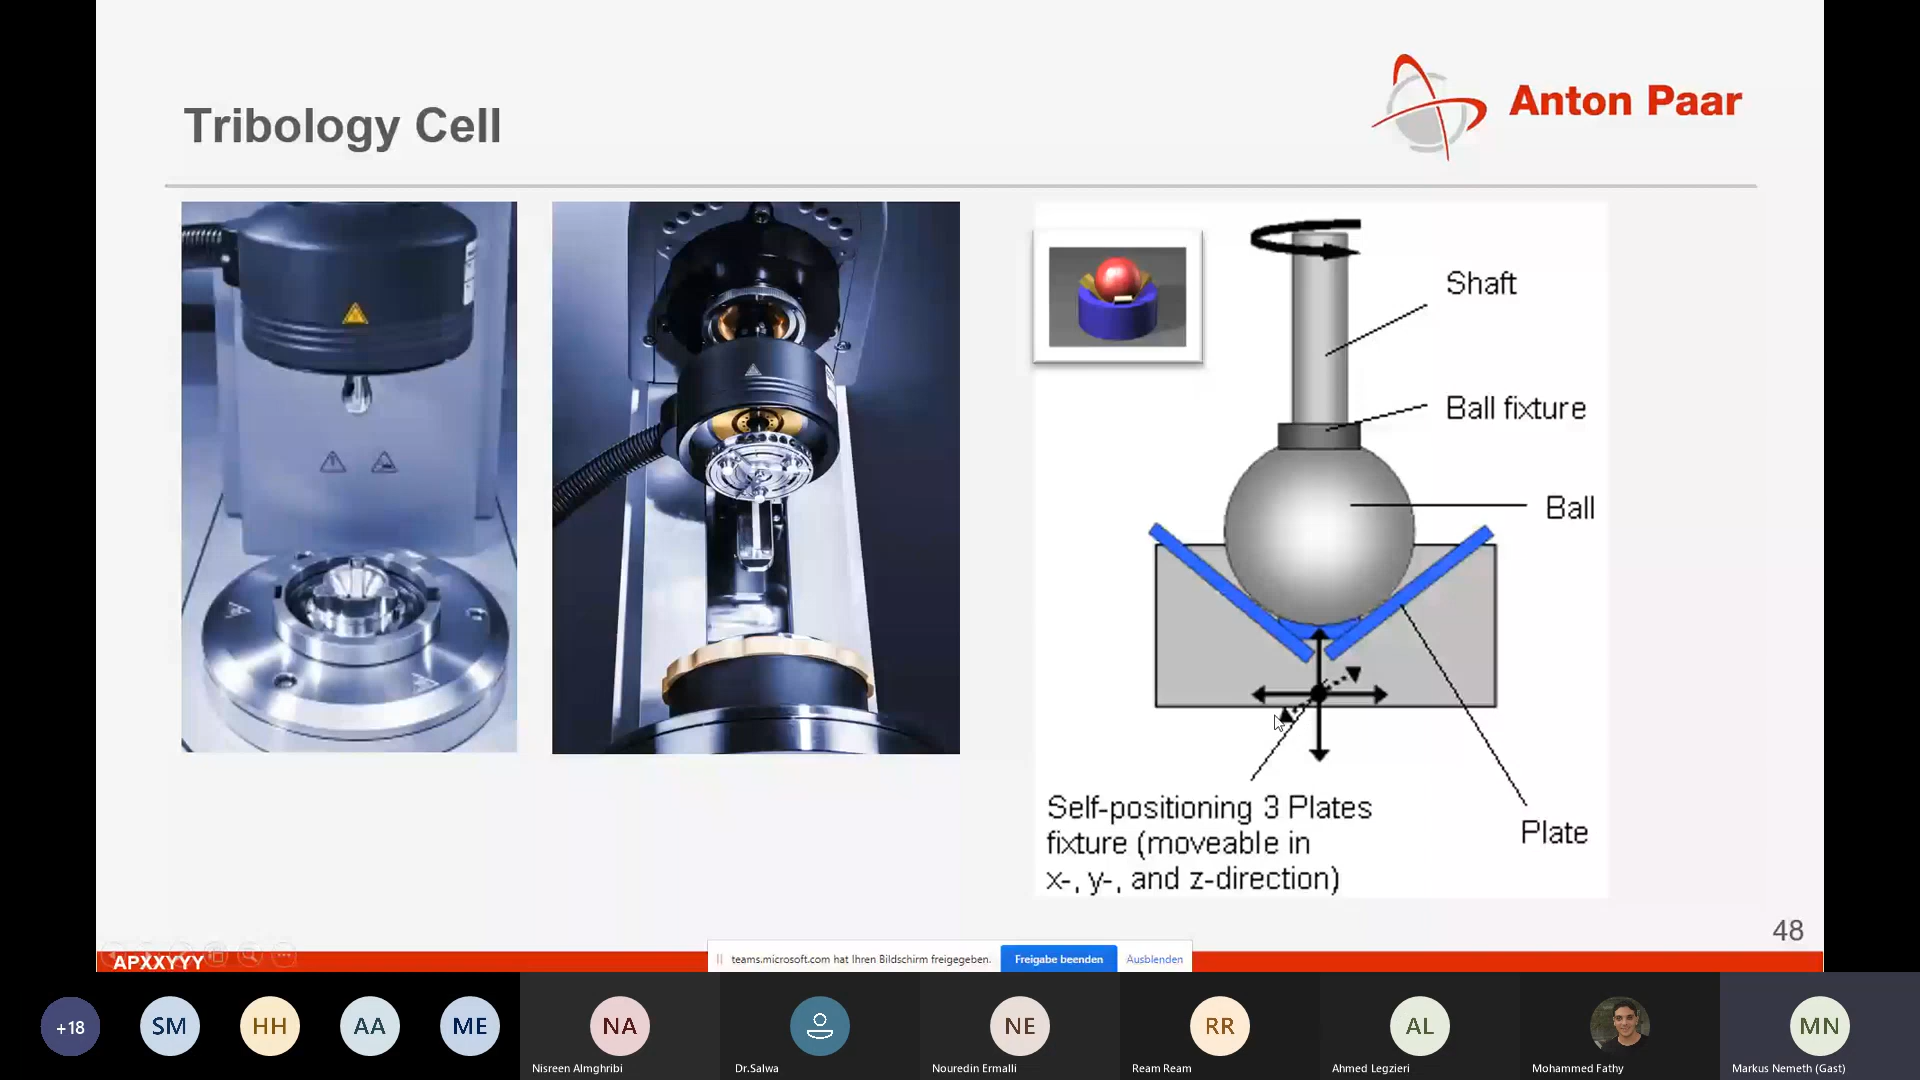 Tribology Cell
Anton Paar
Shaft
Ball fixture
Ball
Plate
Self-positioning 3 Plates
fixture (moveable in
x-, y-, and z-direction)
48
APXXYYY
teams.microsoft.com hat Ihren Bildschirm freigegeben.
Freigabe beenden
Ausblenden
+18
SM
HH
AA
ME
NA
NE
RR
AL
MN
Nisreen Almghribi
Dr.Salwa
Nouredin Ermalli
Ream Ream
Ahmed Legzieri
Mohammed Fathy
Markus Nemeth (Gast)